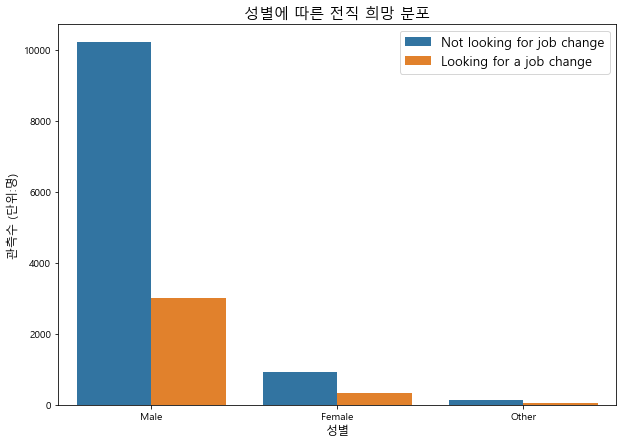 성별에 따른 전직 희망 분포
Not looking for job change
Looking for a job change
관측수 (단위:명)
10000
8000
6000
4000
2000
0
Male
Female
Other
성별